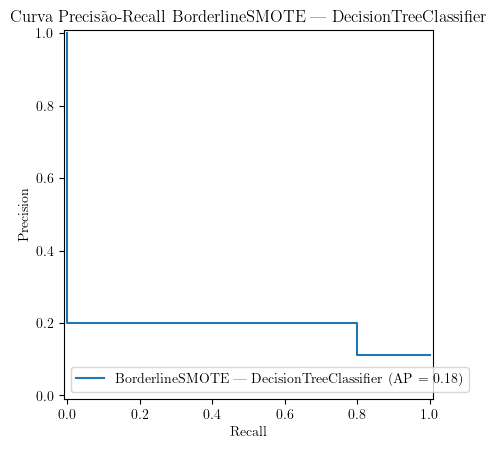 Curva Precisão-Recall BorderlineSMOTE — DecisionTreeClassifier
1.0
0.8
0.6
0.4
0.2
0.0
Precision
BorderlineSMOTE — DecisionTreeClassifier (AP = 0.18)
0.0 0.2 0.4 0.6 0.8 1.0
Recall